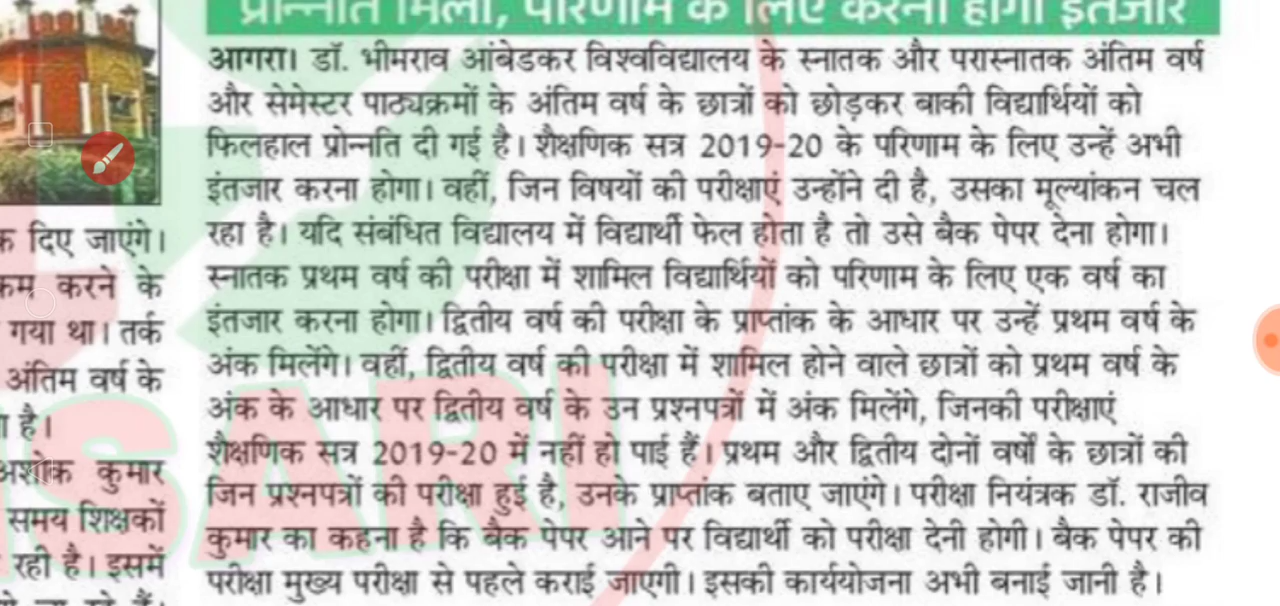 प्रोन्नति मिली, परिणाम के लिए करना होगा इंतजार
आगरा। डॉ. भीमराव आंबेडकर विश्वविद्यालय के स्नातक और परास्नातक अंतिम वर्ष
और सेमेस्टर पाठ्यक्रमों के अंतिम वर्ष के छात्रों को छोड़कर बाकी विद्यार्थियों को
फिलहाल प्रोन्नति दी गई है। शैक्षणिक सत्र 2019-20 के परिणाम के लिए उन्हें अभी
इंतजार करना होगा। वहीं, जिन विषयों की परीक्षाएं उन्होंने दी है, उसका मूल्यांकन चल
रहा है। यदि संबंधित विद्यालय में विद्यार्थी फेल होता है तो उसे बैक पेपर देना होगा।
स्नातक प्रथम वर्ष की परीक्षा में शामिल विद्यार्थियों को परिणाम के लिए एक वर्ष का
इंतजार करना होगा। द्वितीय वर्ष की परीक्षा के प्राप्तांक के आधार पर उन्हें प्रथम वर्ष के
अंक मिलेंगे। वहीं, द्वितीय वर्ष की परीक्षा में शामिल होने वाले छात्रों को प्रथम वर्ष के
अंक के आधार पर द्वितीय वर्ष के उन प्रश्नपत्रों में अंक मिलेंगे, जिनकी परीक्षाएं
शैक्षणिक सत्र 2019-20 में नहीं हो पाई हैं। प्रथम और द्वितीय दोनों वर्षों के छात्रों की
जिन प्रश्नपत्रों की परीक्षा हुई है, उनके प्राप्तांक बताए जाएंगे। परीक्षा नियंत्रक डॉ. राजीव
कुमार का कहना है कि बैक पेपर आने पर विद्यार्थी को परीक्षा देनी होगी। बैक पेपर की
परीक्षा मुख्य परीक्षा से पहले कराई जाएगी। इसकी कार्ययोजना अभी बनाई जानी है।
दिए जाएंगे।
करने के
गया था। तर्क
अंतिम वर्ष के
है।
अशोक कुमार
समय शिक्षकों
रही है। इसमें
SARI